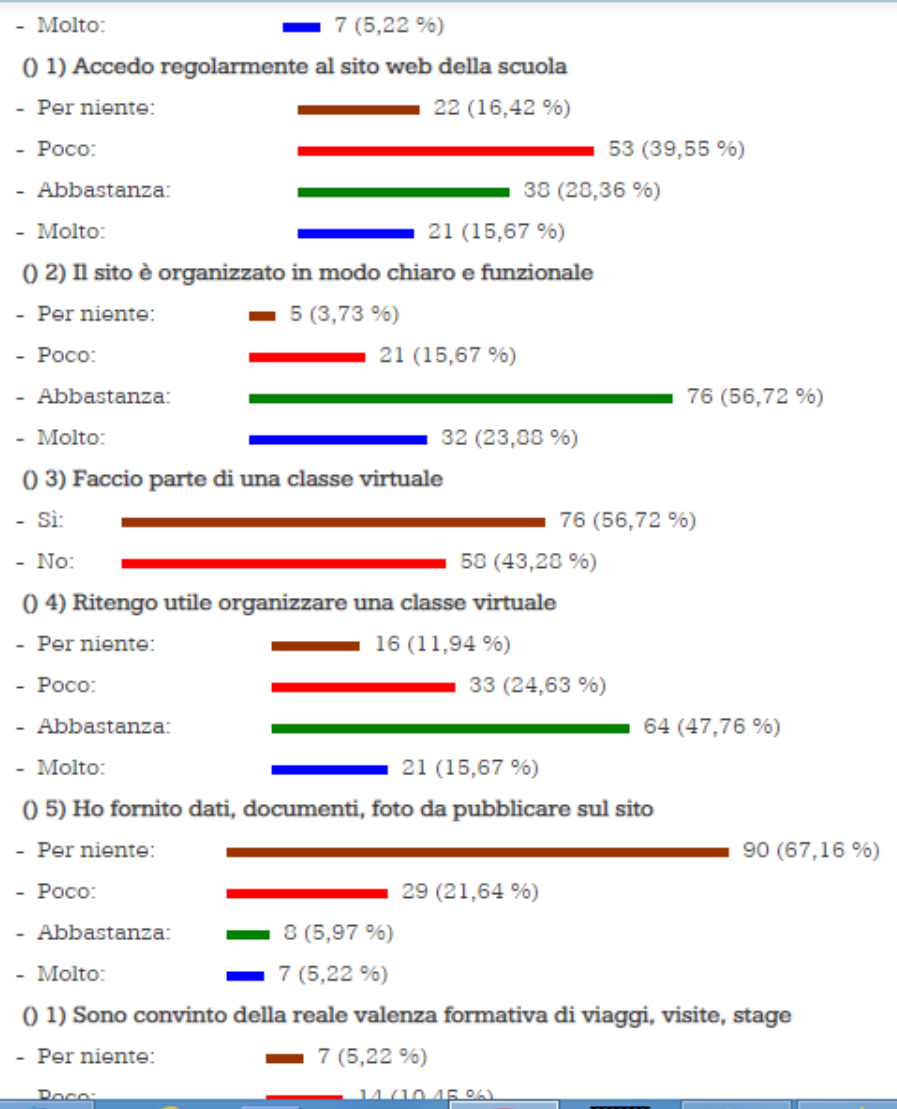 - Molto: 7 (5,22 %)
() 1) Accedo regolarmente al sito web della scuola
- Per niente: 22 (16,42 %)
- Poco: 53 (39,55 %)
- Abbastanza: 38 (28,36 %)
- Molto: 21 (15,67 %)
() 2) Il sito è organizzato in modo chiaro e funzionale
- Per niente: 5 (3,73 %)
- Poco: 21 (15,67 %)
- Abbastanza: 76 (56,72 %)
- Molto: 32 (23,88 %)
() 3) Faccio parte di una classe virtuale
- Sì: 76 (56,72 %)
- No: 58 (43,28 %)
() 4) Ritengo utile organizzare una classe virtuale
- Per niente: 16 (11,94 %)
- Poco: 33 (24,63 %)
- Abbastanza: 64 (47,76 %)
- Molto: 21 (15,67 %)
() 5) Ho fornito dati, documenti, foto da pubblicare sul sito
- Per niente: 90 (67,16 %)
- Poco: 29 (21,64 %)
- Abbastanza: 8 (5,97 %)
- Molto: 7 (5,22 %)
() 1) Sono convinto della reale valenza formativa di viaggi, visite, stage
- Per niente: 7 (5,22 %)
- Poco: 14 (10,45 %)